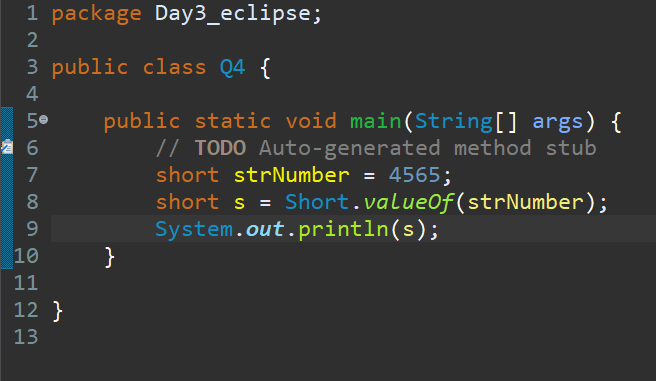 1 package Day3_eclipse;
2
3 public class Q4 {
4
5 public static void main(String[] args) {
6 // TODO Auto-generated method stub
7 short strNumber = 4565;
8 short s = Short.valueOf(strNumber);
9 System.out.println(s);
10 }
11
12 }
13